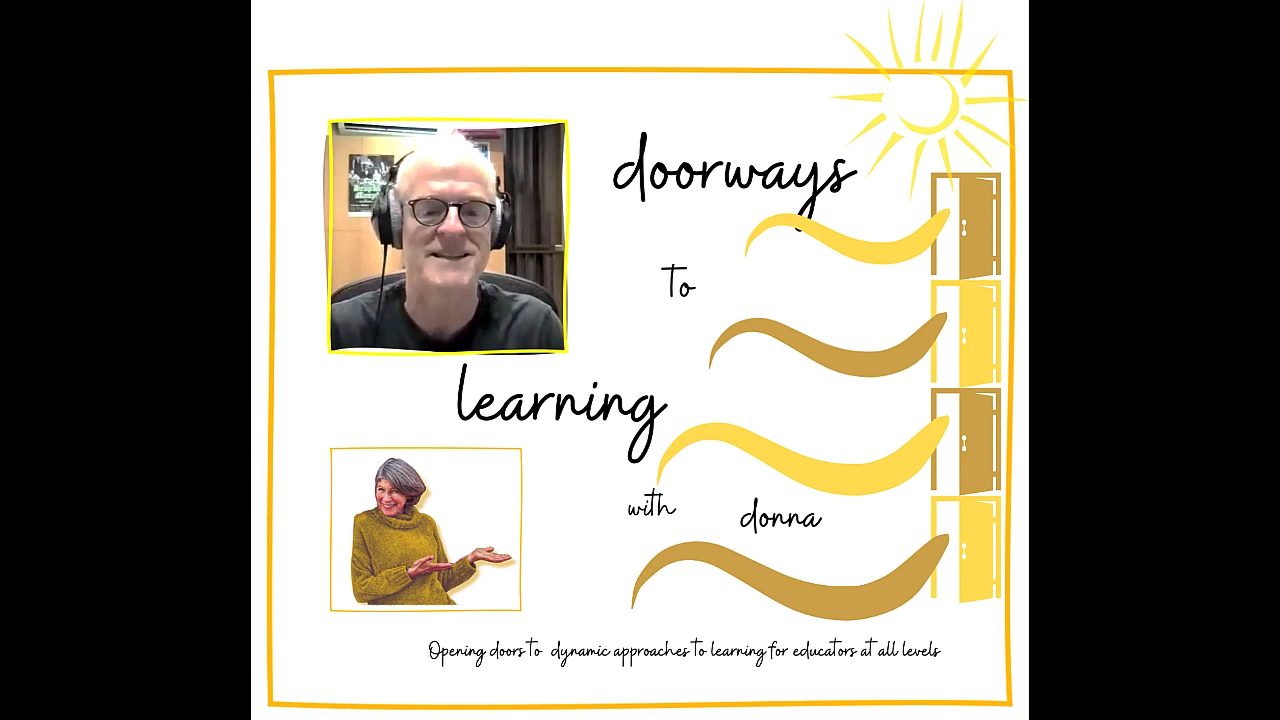 doorways
to
learning
with donna
Opening doors to dynamic approaches to learning for educators at all levels